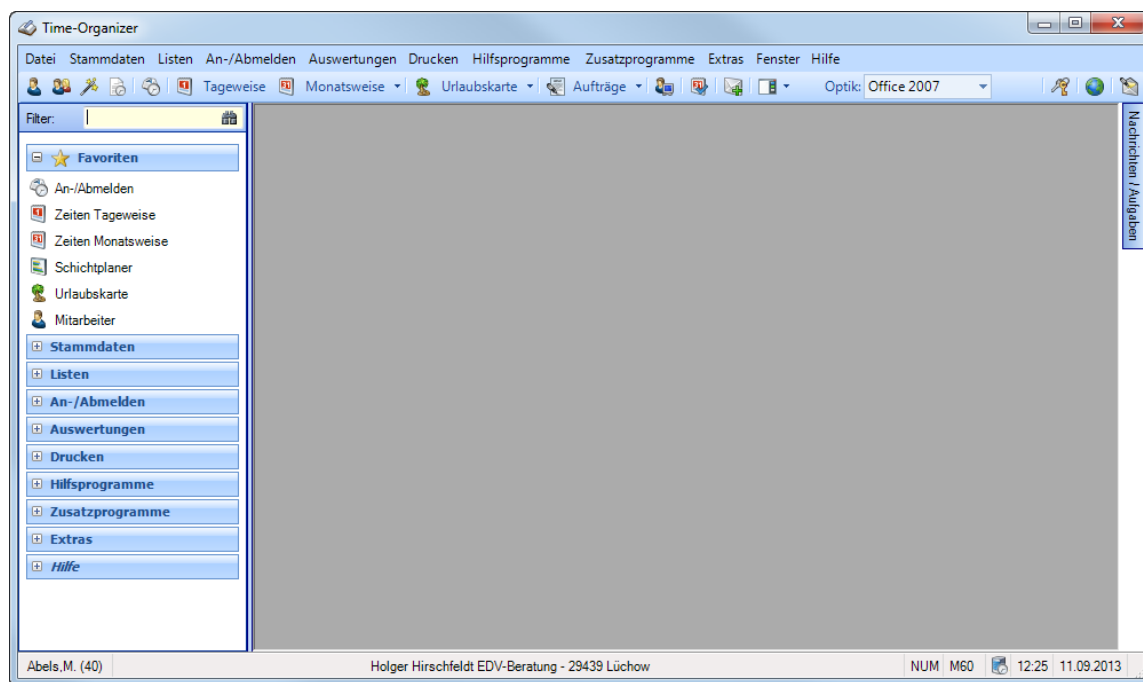 Time-Organizer
Datei Stammdaten Listen An-/Abmelden Auswertungen Drucken Hilfsprogramme Zusatzprogramme Extras Fenster Hilfe
Tageweise Monatsweise Urlaubskarte Aufträge Optik: Office 2007
Filter:
Favoriten
An-/Abmelden
Zeiten Tageweise
Zeiten Monatsweise
Schichtplaner
Urlaubskarte
Mitarbeiter
Stammdaten
Listen
An-/Abmelden
Auswertungen
Drucken
Hilfsprogramme
Zusatzprogramme
Extras
Hilfe
Nachrichten / Aufgaben
Abels,M. (40) Holger Hirschfeldt EDV-Beratung - 29439 Lüchow NUM M60 12:25 11.09.2013